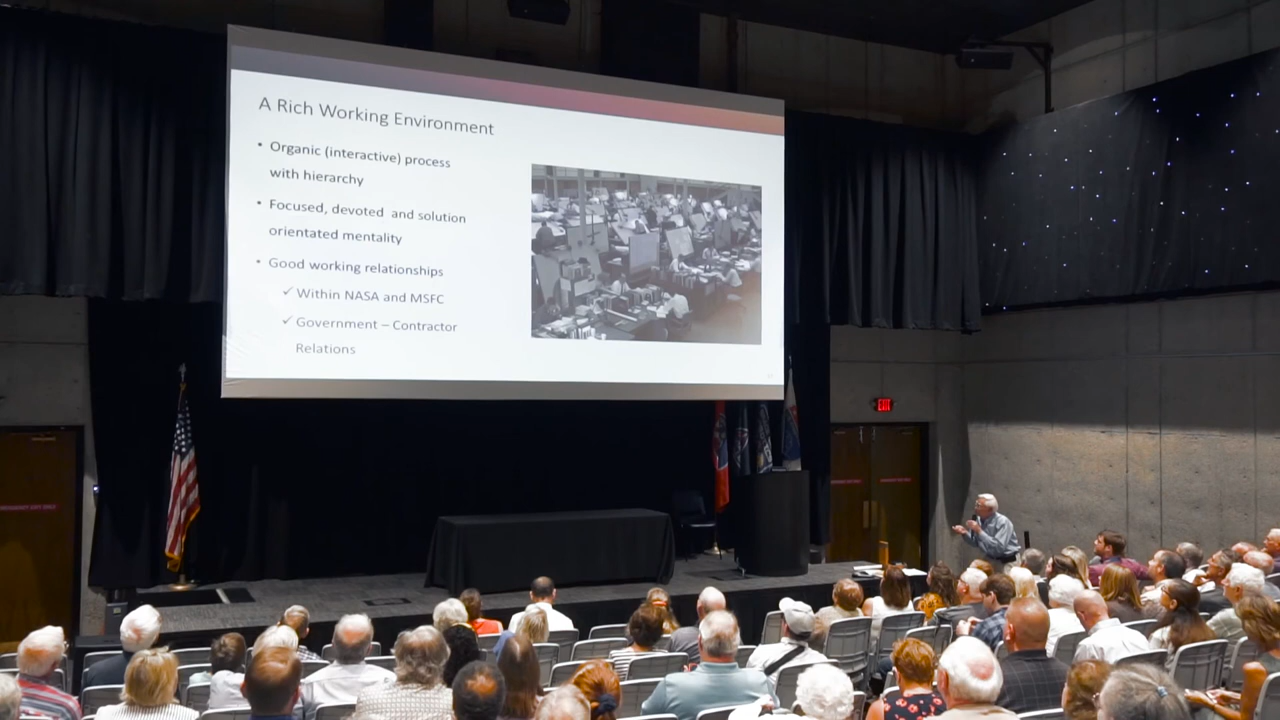 A Rich Working Environment
• Organic (interactive) process
with hierarchy
• Focused, devoted and solution
orientated mentality
• Good working relationships
✓ Within NASA and MSFC
✓ Government – Contractor
Relations
EXIT